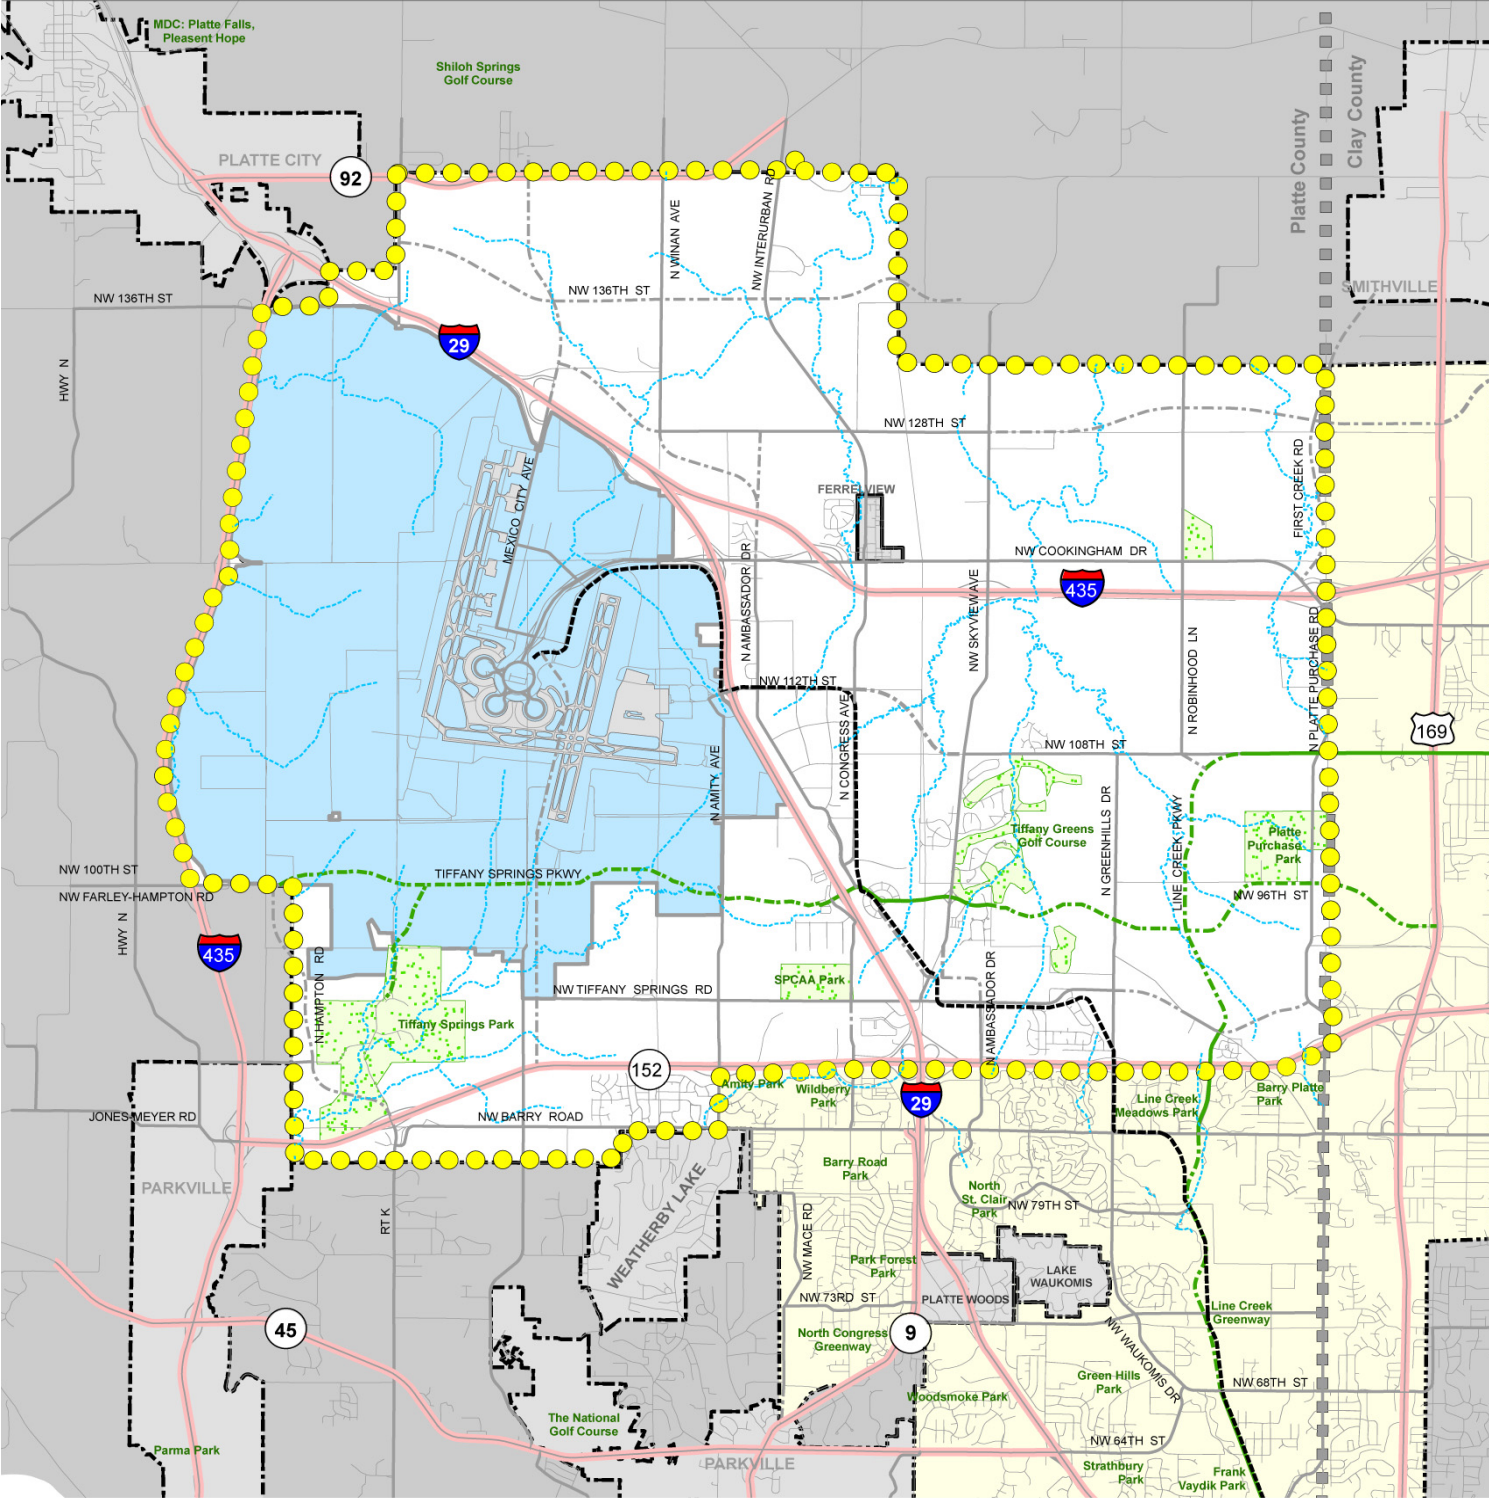 MDC: Platte Falls,
Pleasent Hope
Shiloh Springs
Golf Course
Platte County
Clay County
PLATTE CITY
92
N WINAN AVE
NW INTERURBAN RD
SMITHVILLE
NW 136TH ST
NW 136TH ST
29
HWY N
NW 128TH ST
FIRST CREEK RD
MEXICO CITY AVE
FERRELVIEW
NW COOKINGHAM DR
N AMBASSADOR DR
NW SKYVIEW AVE
435
N ROBINHOOD LN
N PLATTE PURCHASE RD
NW 112TH ST
N CONGRESS AVE
169
NW 108TH ST
N AMITY AVE
N GREENHILLS DR
LINE CREEK PKWY
Tiffany Greens
Golf Course
Platte
Purchase
Park
NW 100TH ST
TIFFANY SPRINGS PKWY
NW FARLEY-HAMPTON RD
NW 96TH ST
HWY N
435
N HAMPTON RD
SPCAA Park
N AMBASSADOR DR
NW TIFFANY SPRINGS RD
Tiffany Springs Park
152
Amity Park
Wildberry
Park
29
Line Creek
Meadows Park
Barry Platte
Park
JONES-MEYER RD
NW BARRY ROAD
Barry Road
Park
PARKVILLE
WEATHERBY LAKE
North
St. Clair
Park
NW 79TH ST
RT K
NW MACE RD
Park Forest
Park
LAKE
WAUKOMIS
PLATTE WOODS
NW 73RD ST
Line Creek
Greenway
45
9
North Congress
Greenway
NW WAUKOMIS DR
Green Hills
Park
NW 68TH ST
Woodsmoke Park
The National
Golf Course
Parma Park
NW 64TH ST
PARKVILLE
Strathbury
Park
Frank
Vaydik Park